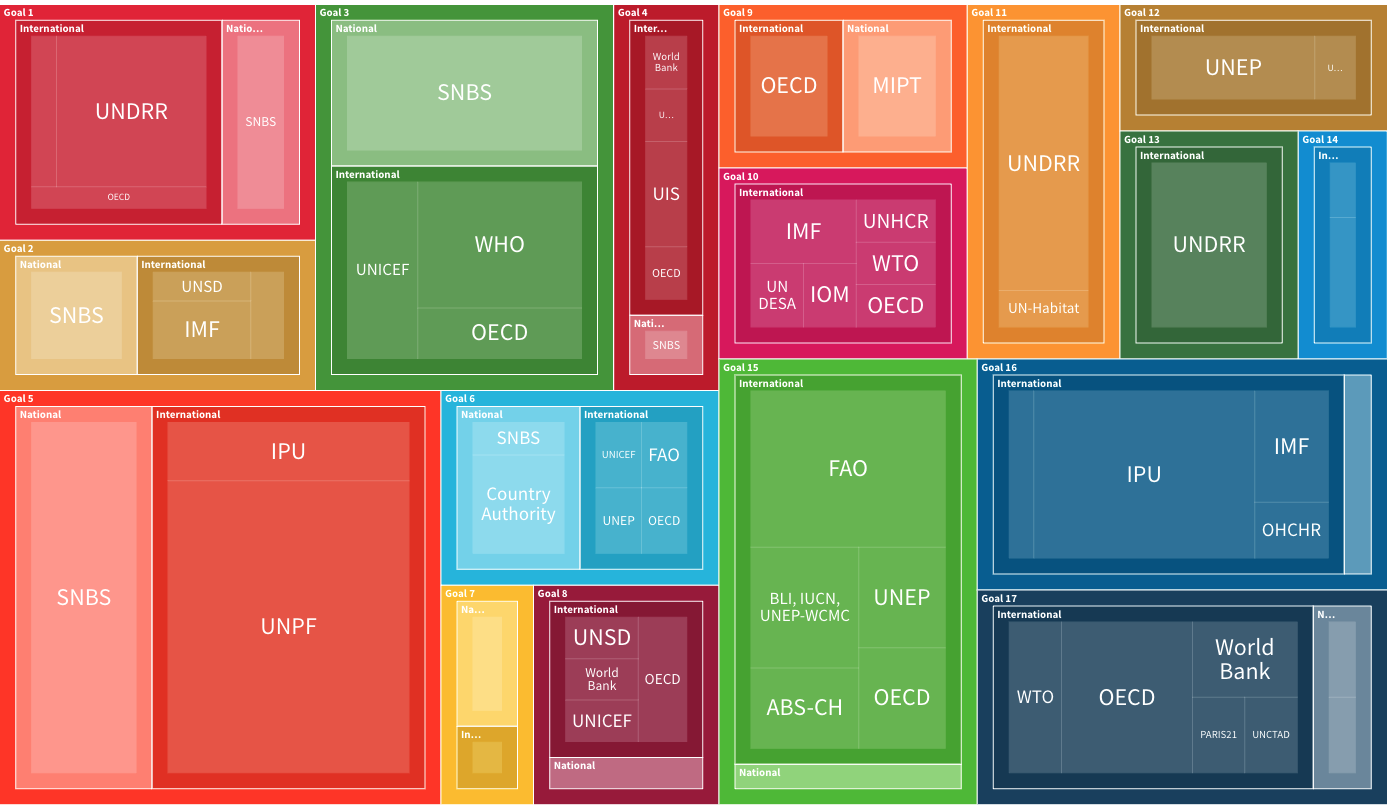 Goal 1
International
UNDRR
OECD
Natio...
SNBS
Goal 2
National
SNBS
International
UNSD
IMF
Goal 3
National
SNBS
International
UNICEF
WHO
OECD
Goal 4
Inter...
World
Bank
U...
UIS
OECD
Nati...
SNBS
Goal 5
National
SNBS
International
IPU
UNPF
Goal 6
National
SNBS
Country
Authority
International
UNICEF
FAO
UNEP
OECD
Goal 7
Na...
In...
Goal 8
International
UNSD
World
Bank
UNICEF
OECD
National
Goal 9
International
OECD
National
MIPT
Goal 10
International
IMF
UN
DESA
IOM
UNHCR
WTO
OECD
Goal 11
International
UNDRR
UN-Habitat
Goal 12
International
UNEP
U...
Goal 13
International
UNDRR
Goal 14
In...
Goal 15
International
FAO
BLI, IUCN,
UNEP-WCMC
ABS-CH
UNEP
OECD
National
Goal 16
International
IPU
IMF
OHCHR
Goal 17
International
WTO
OECD
World
Bank
PARIS21
UNCTAD
N...